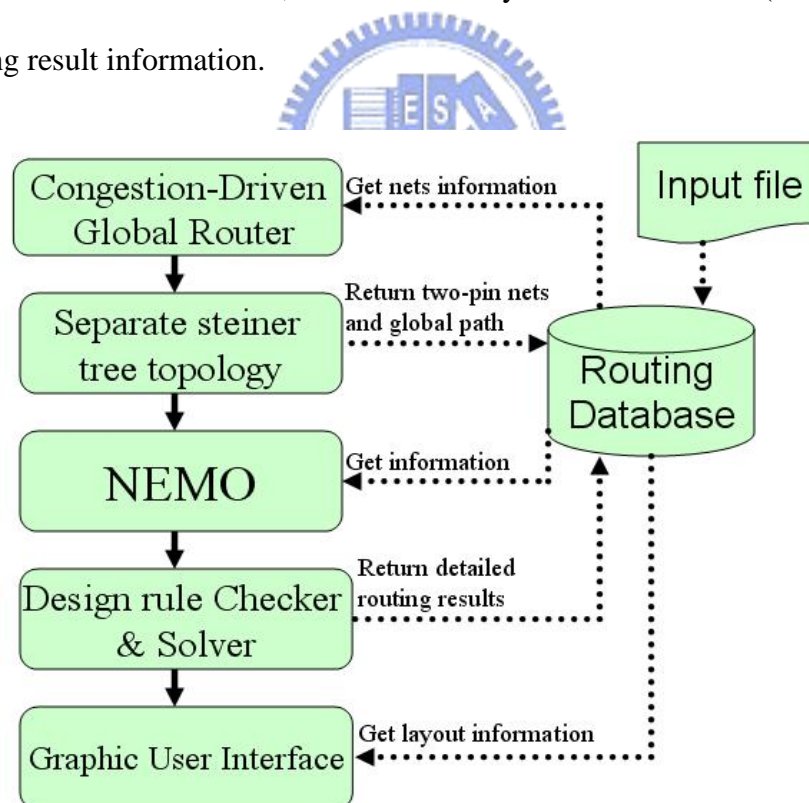 ng result information.
E S A
Congestion-Driven
Global Router
Get nets information
Input file
Separate steiner
tree topology
Return two-pin nets
and global path
Routing
Database
NEMO
Get information
Design rule Checker
& Solver
Return detailed
routing results
Graphic User Interface
Get layout information